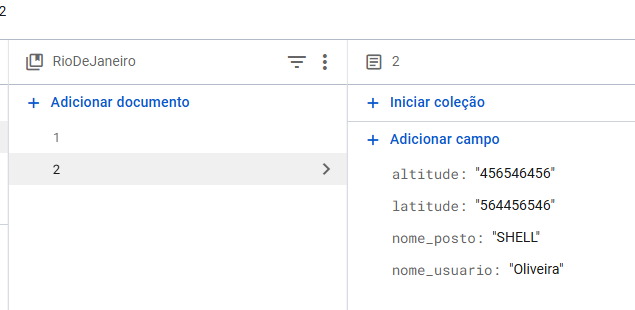 2
RioDeJaneiro
2
Adicionar documento
Iniciar coleção
1
Adicionar campo
2
altitude: "456546456"
latitude: "564456546"
nome_posto: "SHELL"
nome_usuario: "Oliveira"